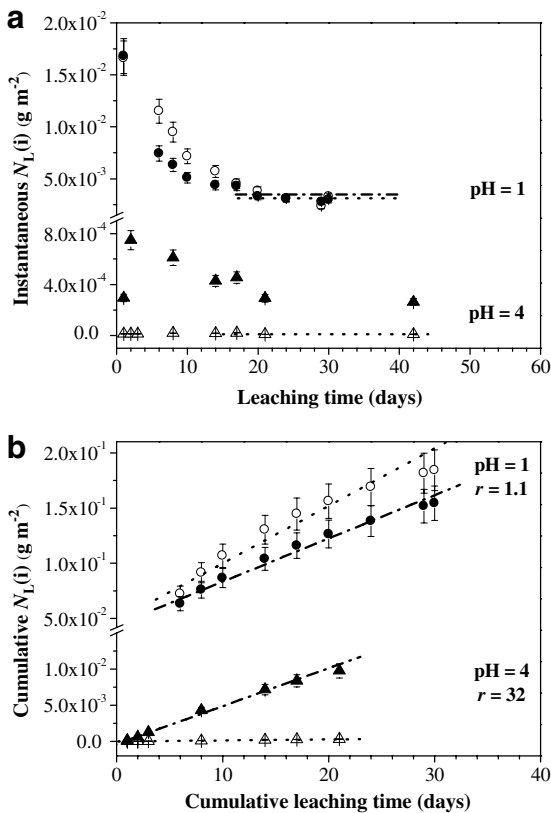 a
Instantaneous N_L(i) (g m⁻²)
2.0x10⁻²
1.5x10⁻²
1.0x10⁻²
5.0x10⁻³
8.0x10⁻⁴
4.0x10⁻⁴
0.0
pH = 1
pH = 4
0 10 20 30 40 50 60
Leaching time (days)
b
Cumulative N_L(i) (g m⁻²)
2.0x10⁻¹
1.5x10⁻¹
1.0x10⁻¹
5.0x10⁻²
1.0x10⁻²
5.0x10⁻³
0.0
pH = 1
r = 1.1
pH = 4
r = 32
0 10 20 30 40
Cumulative leaching time (days)